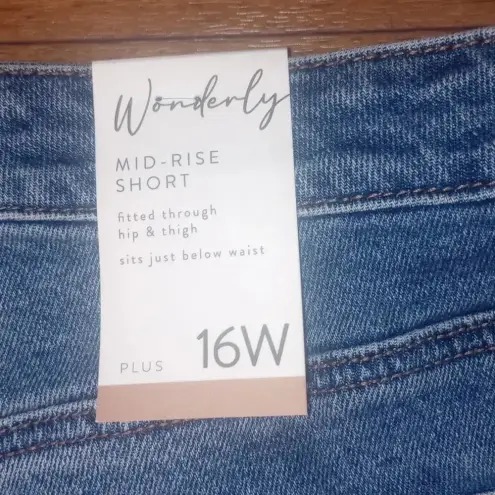 Wonderly
MID-RISE
SHORT
fitted through
hip & thigh
sits just below waist
PLUS 16W